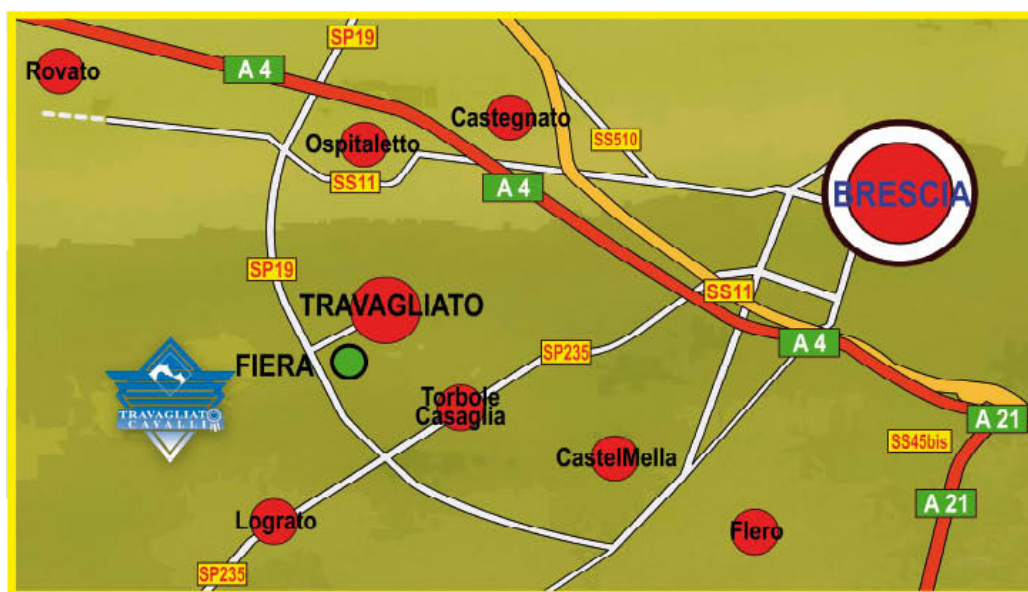 SP19
Rovato
A 4
Castegnato
Ospitaletto
SS510
SS11
A 4
BRESCIA
SP19
SS11
TRAVAGLIATO
A 4
SP235
FIERA
Torbole
Casaglia
TRAVAGLIATO
CAVALLI
A 21
SS45bis
CastelMella
A 21
Lograto
Flero
SP235